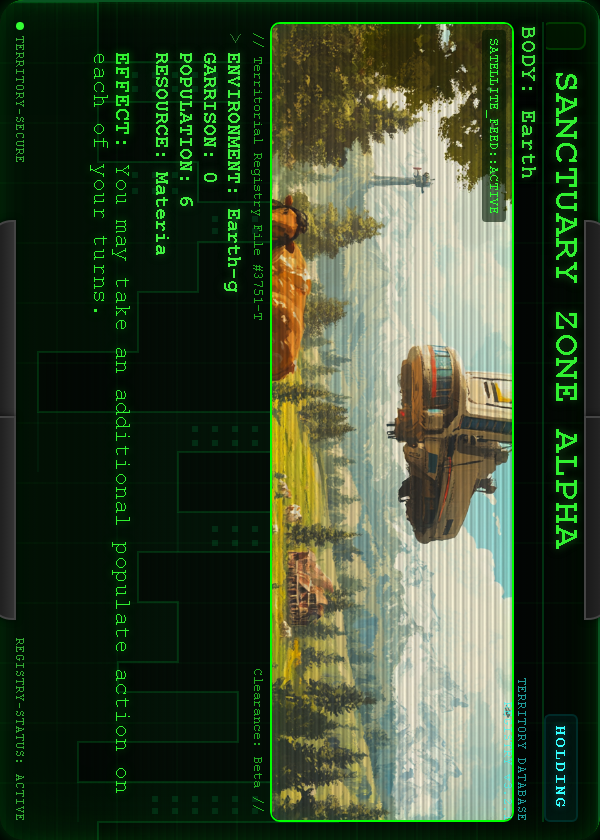 SANCTUARY ZONE ALPHA
HOLDING
BODY: Earth
TERRITORY DATABASE
SATELLITE_FEED::ACTIVE
// Territorial Registry File #3751-T
Clearance: Beta //
> ENVIRONMENT: Earth-g
GARRISON: 0
POPULATION: 6
RESOURCE: Materia
EFFECT: You may take an additional populate action on
each of your turns.
● TERRITORY-SECURE
REGISTRY-STATUS: ACTIVE